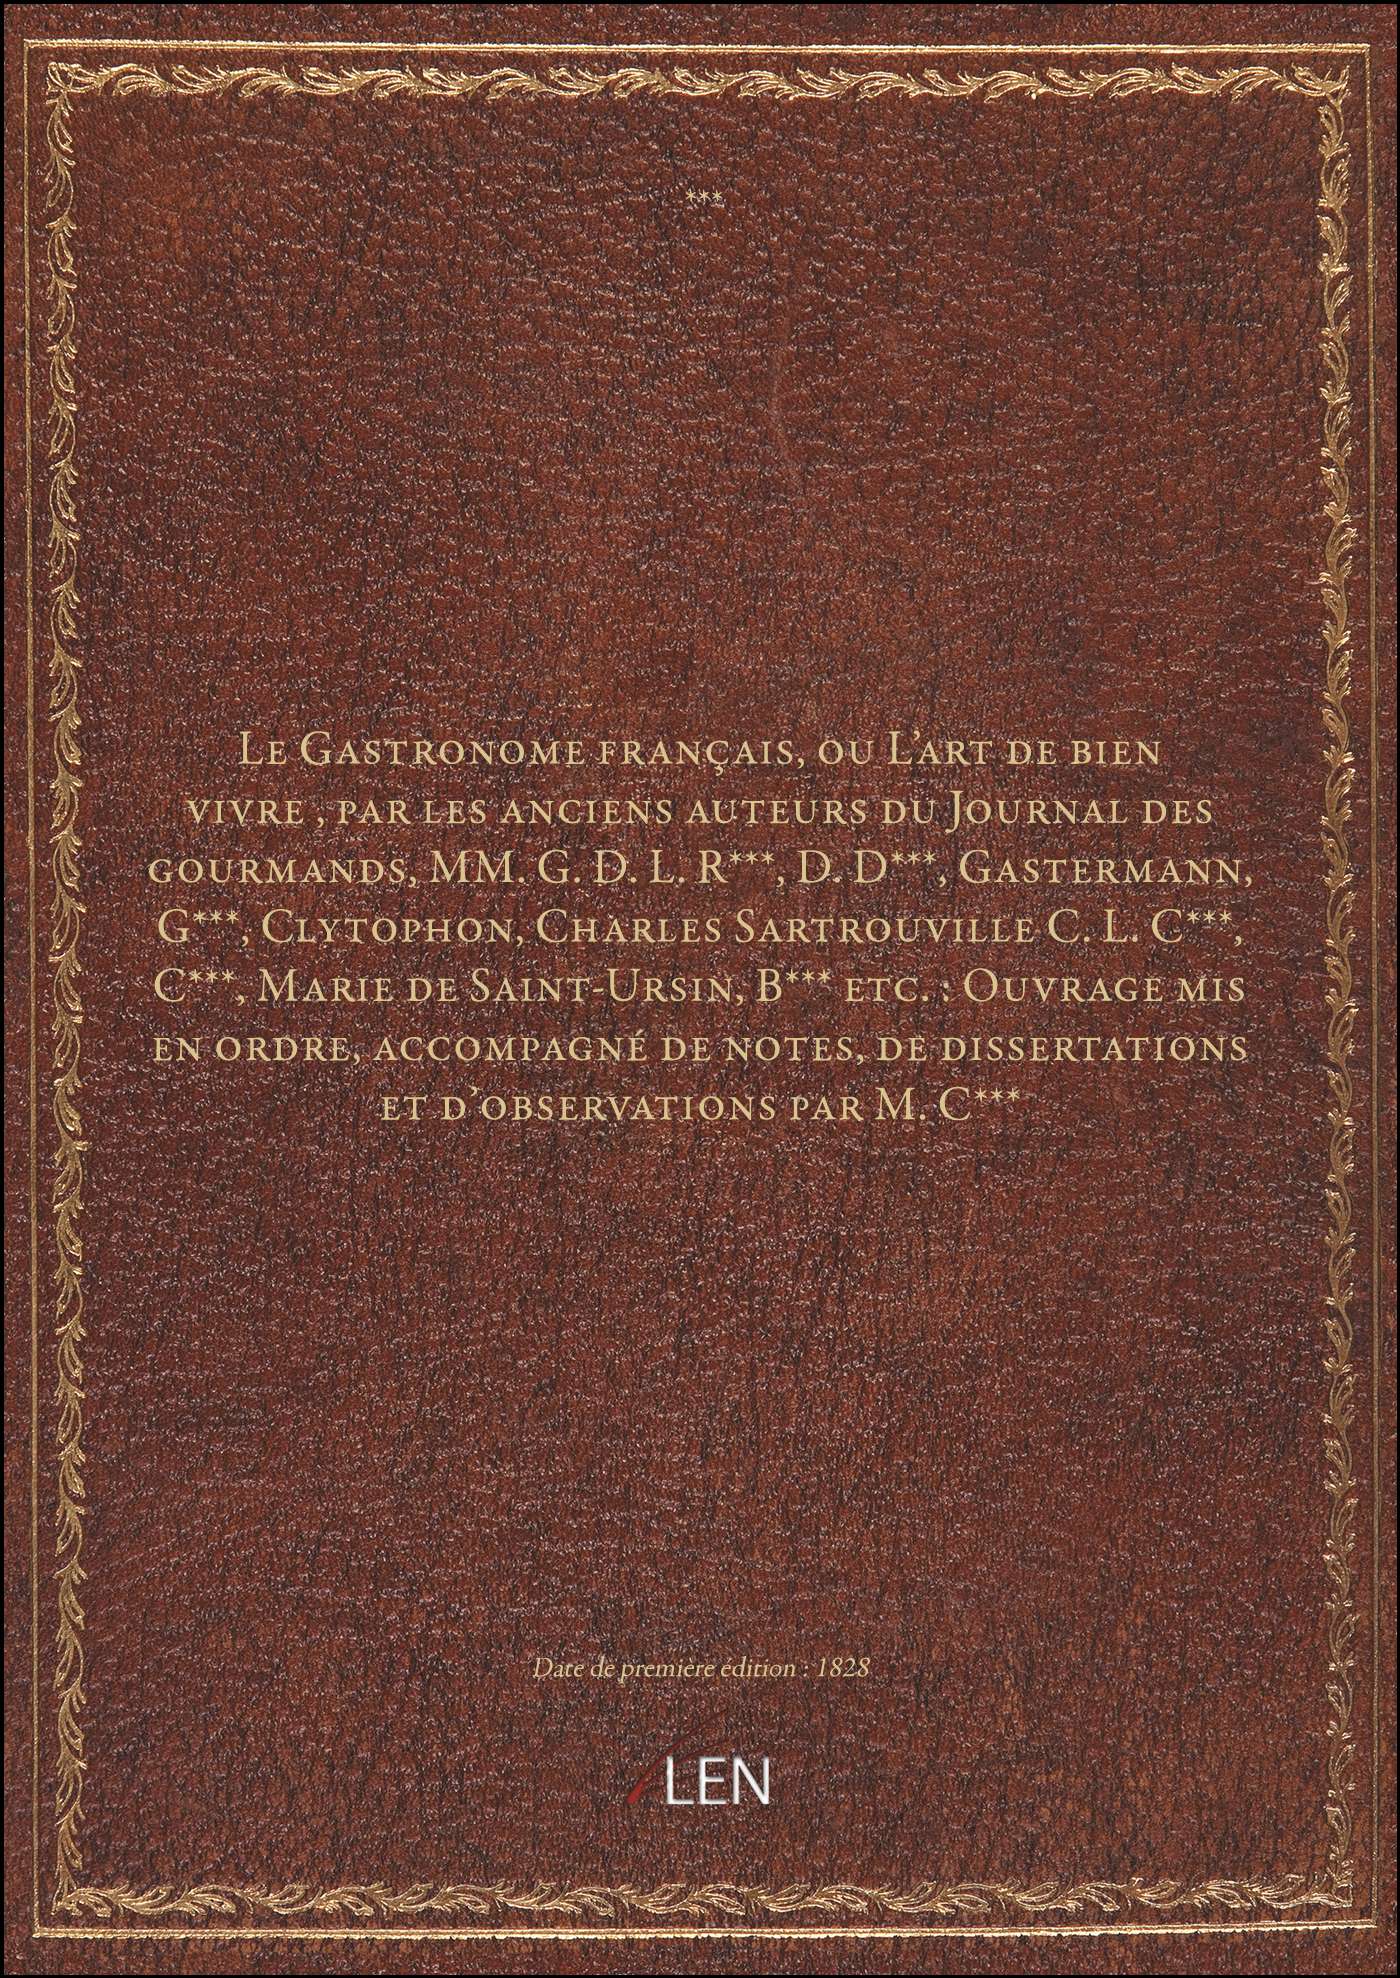 ***
Le Gastronome français, ou L'art de bien
vivre , par les anciens auteurs du Journal des
gourmands, MM. G. D. L. R***, D. D***, Gastermann,
G***, Clytophon, Charles Sartrouville C. L. C***,
C***, Marie de Saint-Ursin, B*** etc. : Ouvrage mis
en ordre, accompagné de notes, de dissertations
et d'observations par M. C***
Date de première édition : 1828
LEN